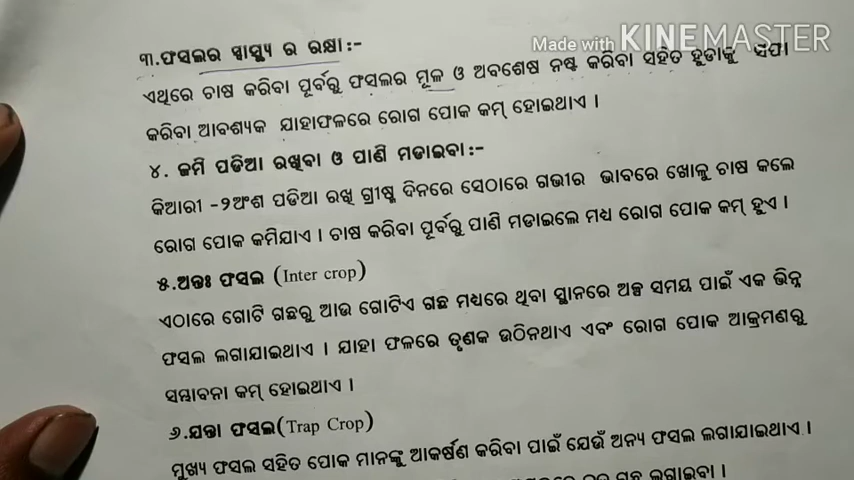 Made with KINEMASTER
୩.ଫସଲର ସ୍ୱାସ୍ଥ୍ୟ ର ରକ୍ଷା :-
ଏଥିରେ ଚାଷ କରିବା ପୂର୍ବରୁ ଫସଲର ମୂଳ ଓ ଅବଶେଷ ନଷ୍ଟ କରିବା ସହିତ ହୁଡାକୁ ସଫା
କରିବା ଆବଶ୍ୟକ ଯାହାଫଳରେ ରୋଗ ପୋକ କମ୍ ହୋଇଥାଏ ।
୪. ଜମି ପଡିଆ ରଖିବା ଓ ପାଣି ମଡାଇବା :-
କିଆରୀ -୨ଅଂଶ ପଡିଆ ରଖି ଗ୍ରୀଷ୍ମ ଦିନରେ ସେଠାରେ ଗଭୀର ଭାବରେ ଖୋଳୁ ଚାଷ କଲେ
ରୋଗ ପୋକ କମିଯାଏ । ଚାଷ କରିବା ପୂର୍ବରୁ ପାଣି ମଡାଇଲେ ମଧ୍ୟ ରୋଗ ପୋକ କମ୍ ହୁଏ ।
୫.ଅନ୍ତଃ ଫସଲ (Inter crop)
ଏଠାରେ ଗୋଟି ଗଛରୁ ଆଉ ଗୋଟିଏ ଗଛ ମଧ୍ୟରେ ଥିବା ସ୍ଥାନରେ ଅଳ୍ପ ସମୟ ପାଇଁ ଏକ ଭିନ୍ନ
ଫସଲ ଲଗାଯାଇଥାଏ । ଯାହା ଫଳରେ ତୃଣକ ଉଠିନଥାଏ ଏବଂ ରୋଗ ପୋକ ଆକ୍ରମଣରୁ
ସମ୍ଭାବନା କମ୍ ହୋଇଥାଏ ।
୬.ଯନ୍ତା ଫସଲ(Trap Crop)
ମୁଖ୍ୟ ଫସଲ ସହିତ ପୋକ ମାନଙ୍କୁ ଆକର୍ଷଣ କରିବା ପାଇଁ ଯେଉଁ ଅନ୍ୟ ଫସଲ ଲଗାଯାଇଥାଏ ।
ଗଛ ଲଗାଇବା ।